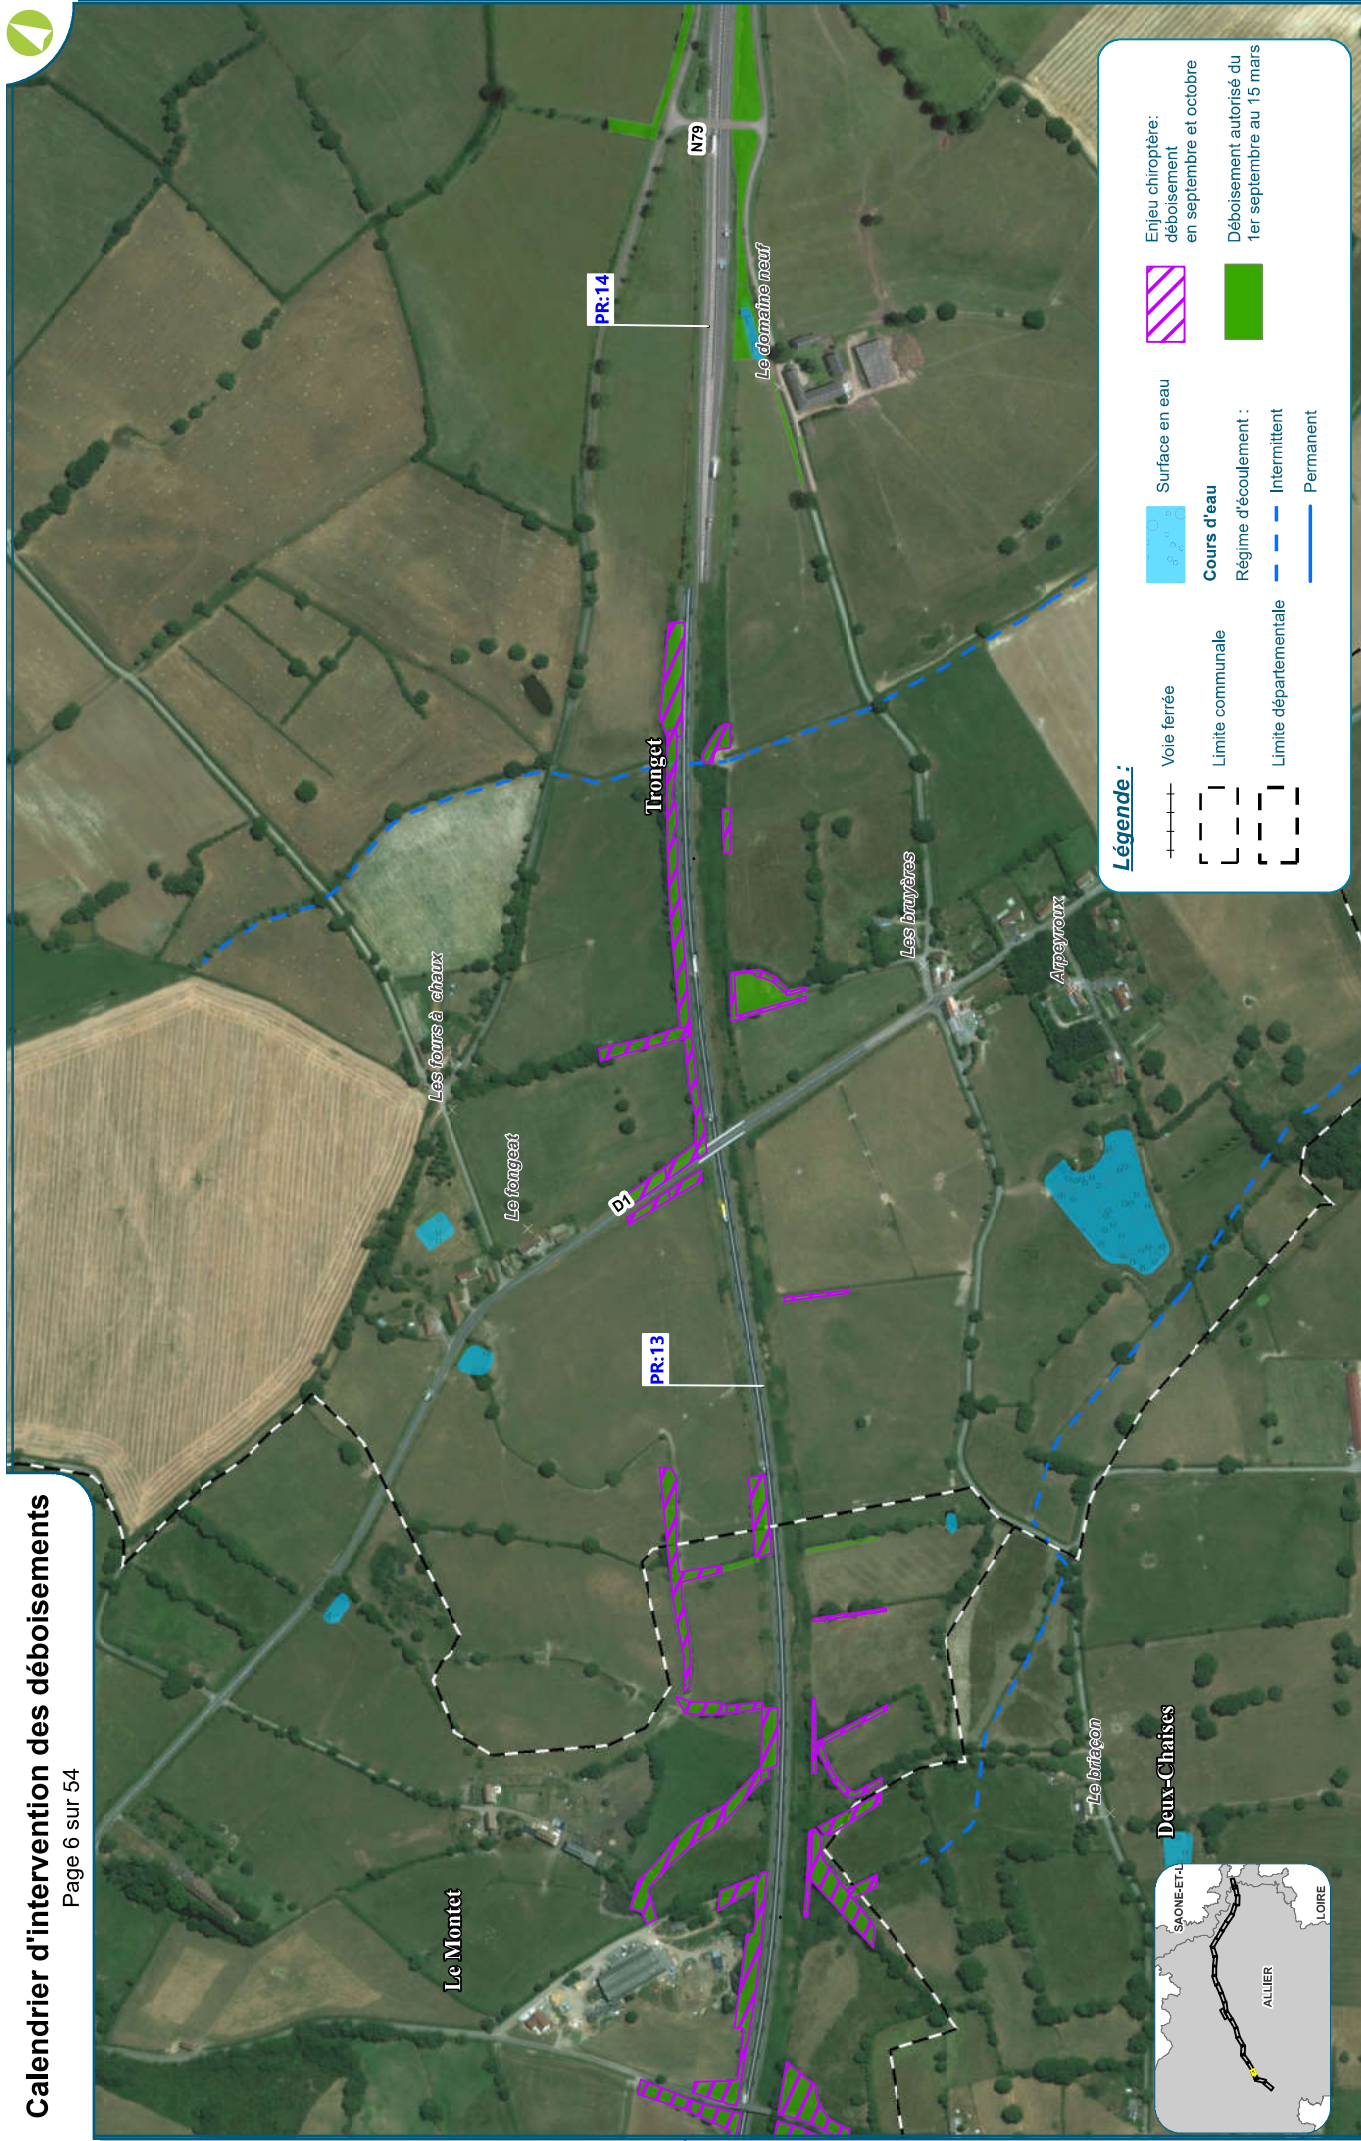 Calendrier d'intervention des déboisements
Page 6 sur 54
N79
PR:14
Le domaine neuf
Tronget
Les fours à chaux
Les bruyères
Arpeyroux
Le fongeat
D1
PR:13
Le Montet
Le briaçon
Deux-Chaises
Légende :
Voie ferrée
Limite communale
Limite départementale
Surface en eau
Cours d'eau
Régime d'écoulement :
Intermittent
Permanent
Enjeu chiroptère:
déboisement
en septembre et octobre
Déboisement autorisé du
1er septembre au 15 mars
SAONE-ET-L
ALLIER
LOIRE